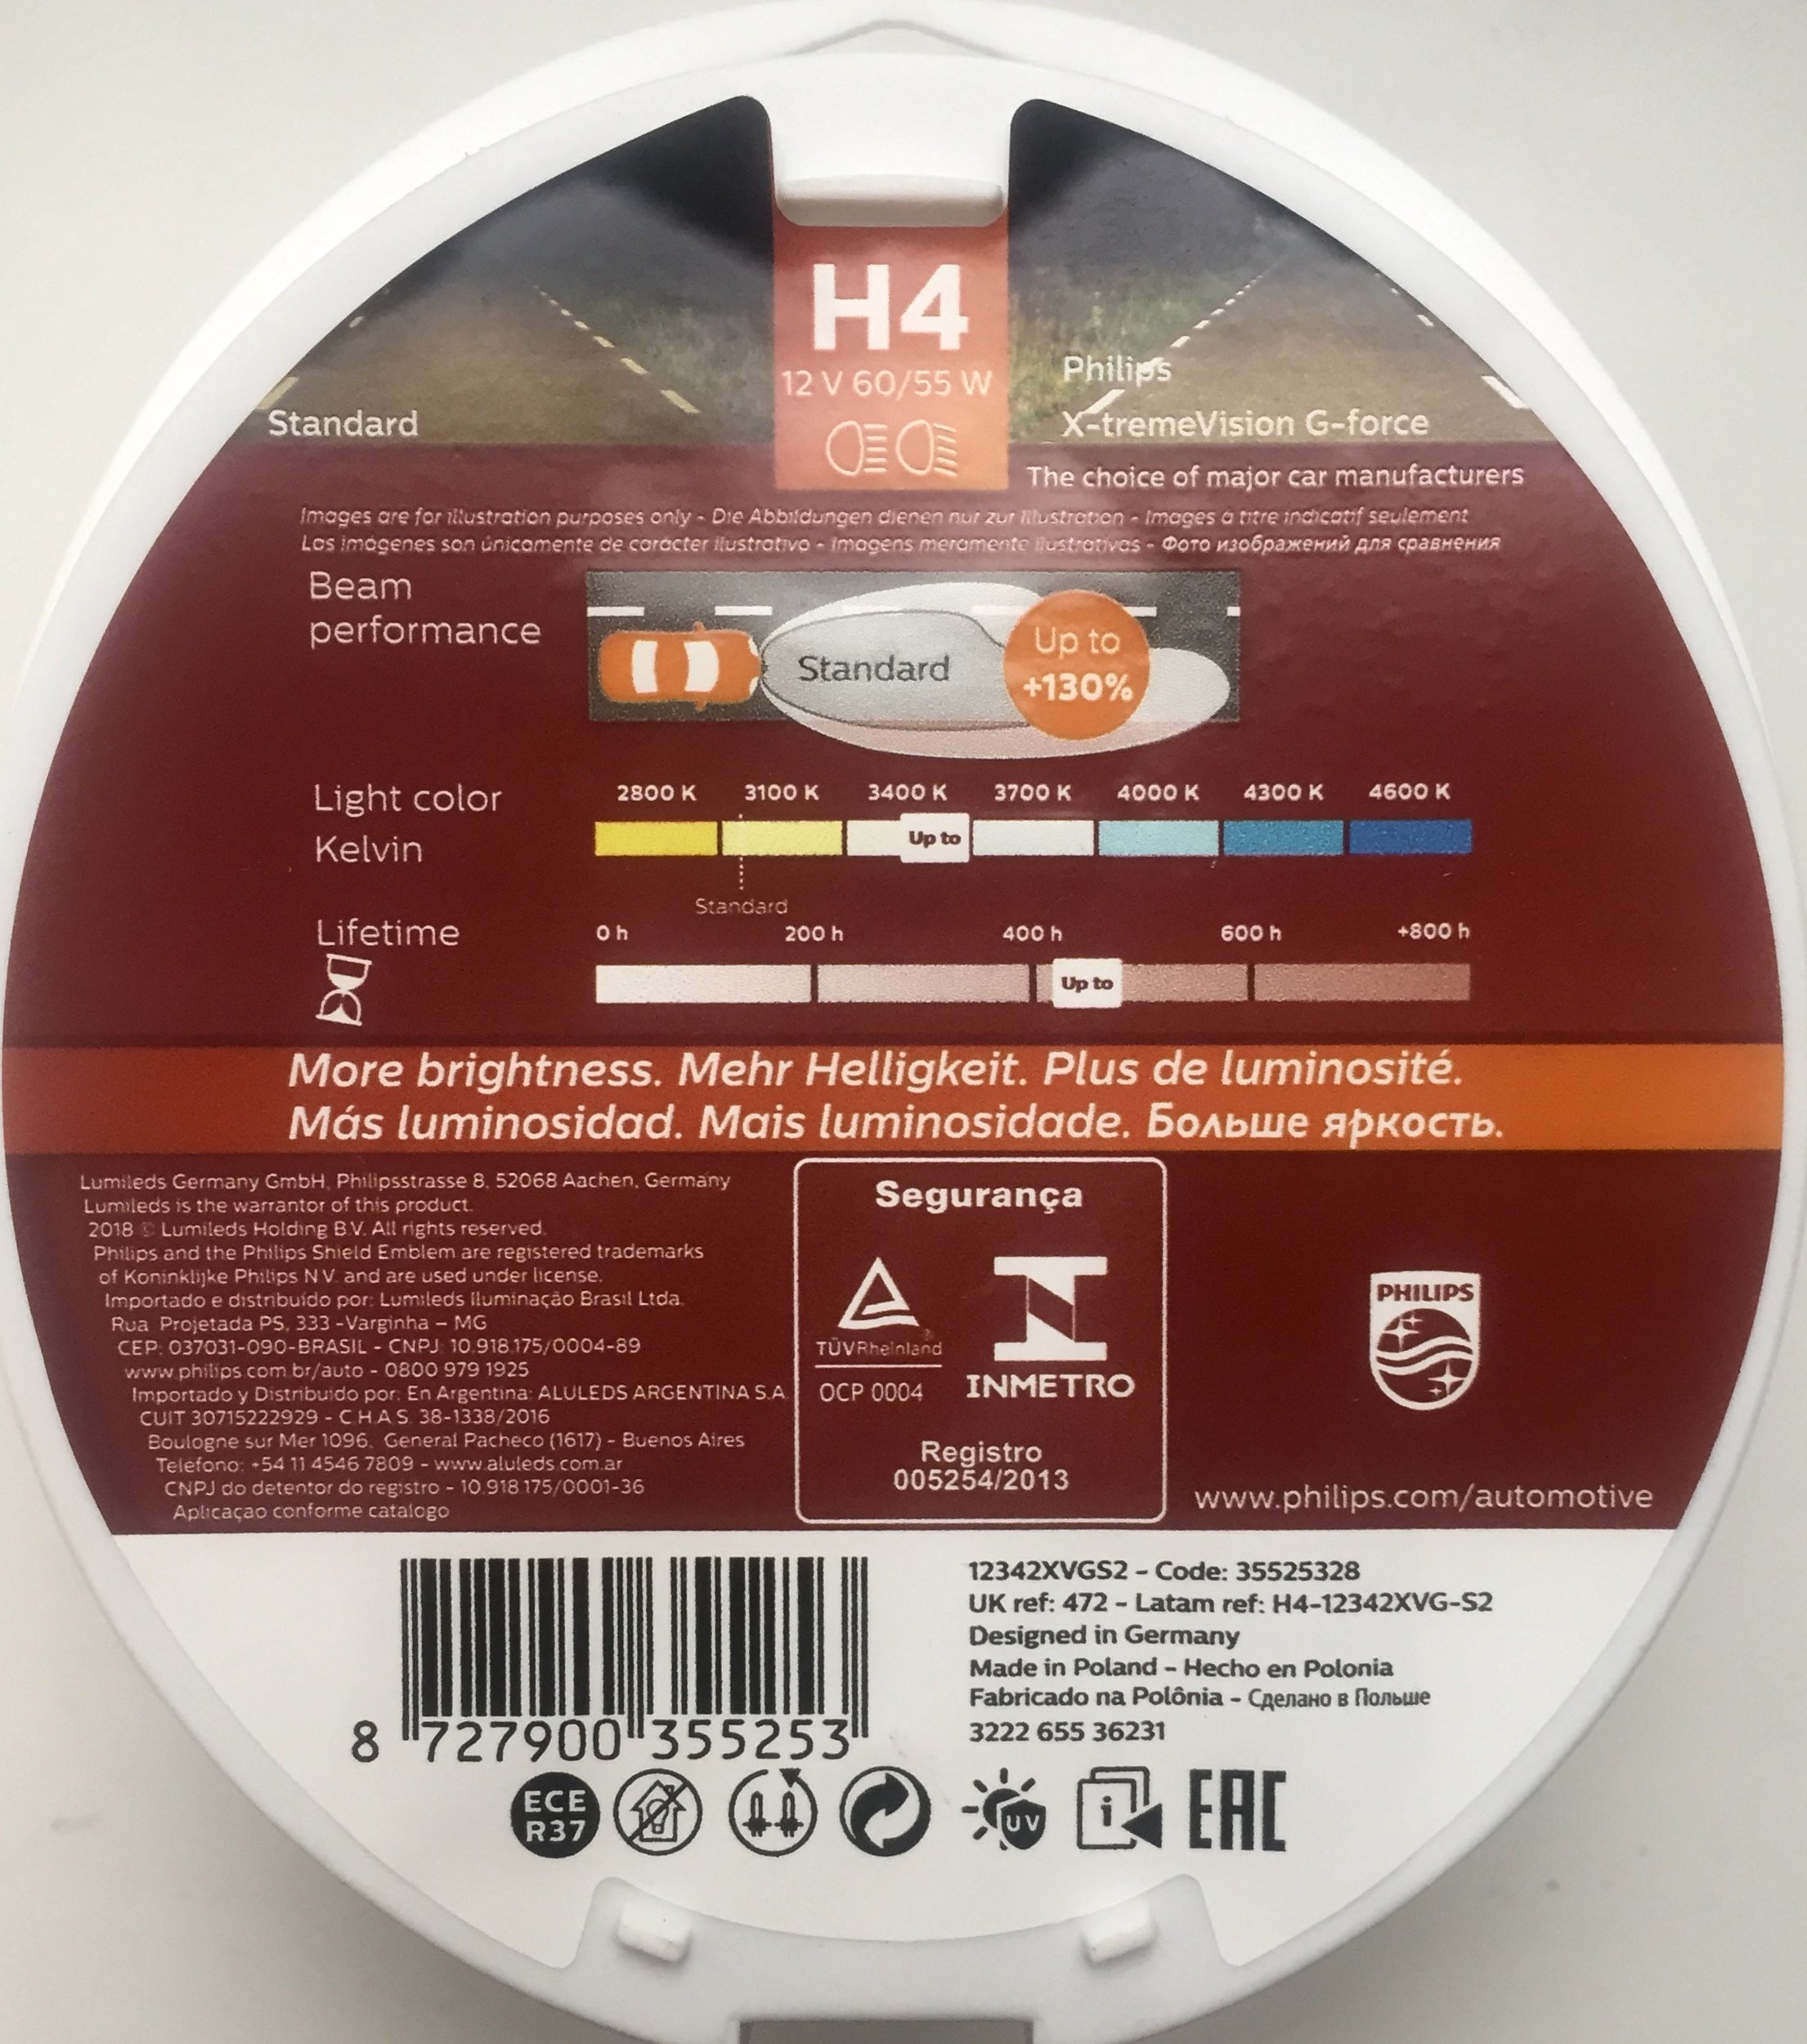 H4
12 V 60/55 W
Standard
Philips
X-tremeVision G-force
The choice of major car manufacturers
Images are for illustration purposes only - Die Abbildungen dienen nur zur Illustration - Images à titre indicatif seulement
Las imágenes son únicamente de carácter ilustrativo - Imagens meramente ilustrativas - Фото изображений для сравнения
Beam
performance
Standard
Up to
+130%
Light color
Kelvin
2800 K 3100 K 3400 K 3700 K 4000 K 4300 K 4600 K
Up to
Standard
Lifetime
0 h 200 h 400 h 600 h +800 h
Up to
More brightness. Mehr Helligkeit. Plus de luminosité.
Más luminosidad. Mais luminosidade. Больше яркость.
Lumileds Germany GmbH, Philipsstrasse 8, 52068 Aachen, Germany
Lumileds is the warrantor of this product.
2018 © Lumileds Holding B.V. All rights reserved.
Philips and the Philips Shield Emblem are registered trademarks
of Koninklijke Philips N.V. and are used under license.
Importado e distribuído por: Lumileds Iluminação Brasil Ltda.
Rua Projetada PS, 333 -Varginha – MG
CEP: 037031-090-BRASIL - CNPJ: 10.918.175/0004-89
www.philips.com.br/auto - 0800 979 1925
Importado y Distribuido por: En Argentina: ALULEDS ARGENTINA S.A.
CUIT 30715222929 - C.H.A.S. 38-1338/2016
Boulogne sur Mer 1096, General Pacheco (1617) - Buenos Aires
Teléfono: +54 11 4546 7809 - www.aluleds.com.ar
CNPJ do detentor do registro - 10.918.175/0001-36
Aplicaçao conforme catalogo
Segurança
TÜVRheinland®
OCP 0004
INMETRO
Registro
005254/2013
PHILIPS
www.philips.com/automotive
8 727900 355253
12342XVGS2 - Code: 35525328
UK ref: 472 - Latam ref: H4-12342XVG-S2
Designed in Germany
Made in Poland - Hecho en Polonia
Fabricado na Polônia - Сделано в Польше
3222 655 36231
ECE
R37
UV
i
EAC